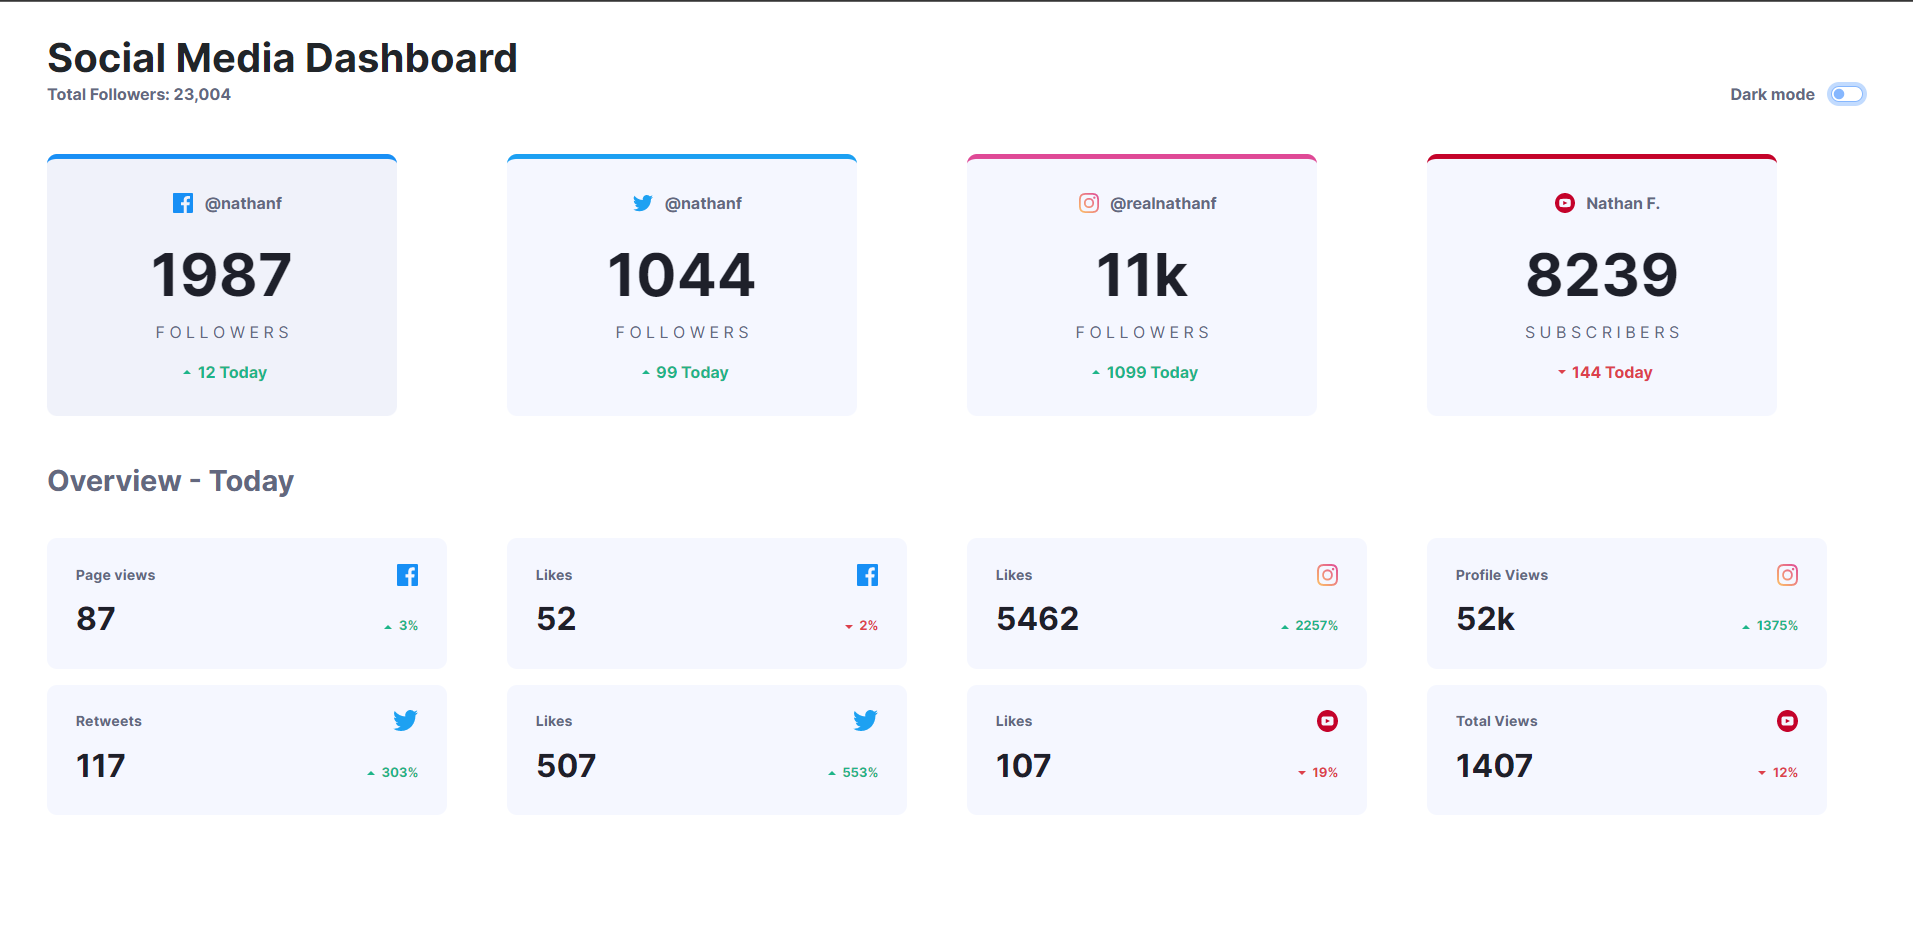 Social Media Dashboard
Total Followers: 23,004
Dark mode
@nathanf
1987
FOLLOWERS
12 Today
@nathanf
1044
FOLLOWERS
99 Today
@realnathanf
11k
FOLLOWERS
1099 Today
Nathan F.
8239
SUBSCRIBERS
144 Today
Overview - Today
Page views
87
3%
Likes
52
2%
Likes
5462
2257%
Profile Views
52k
1375%
Retweets
117
303%
Likes
507
553%
Likes
107
19%
Total Views
1407
12%